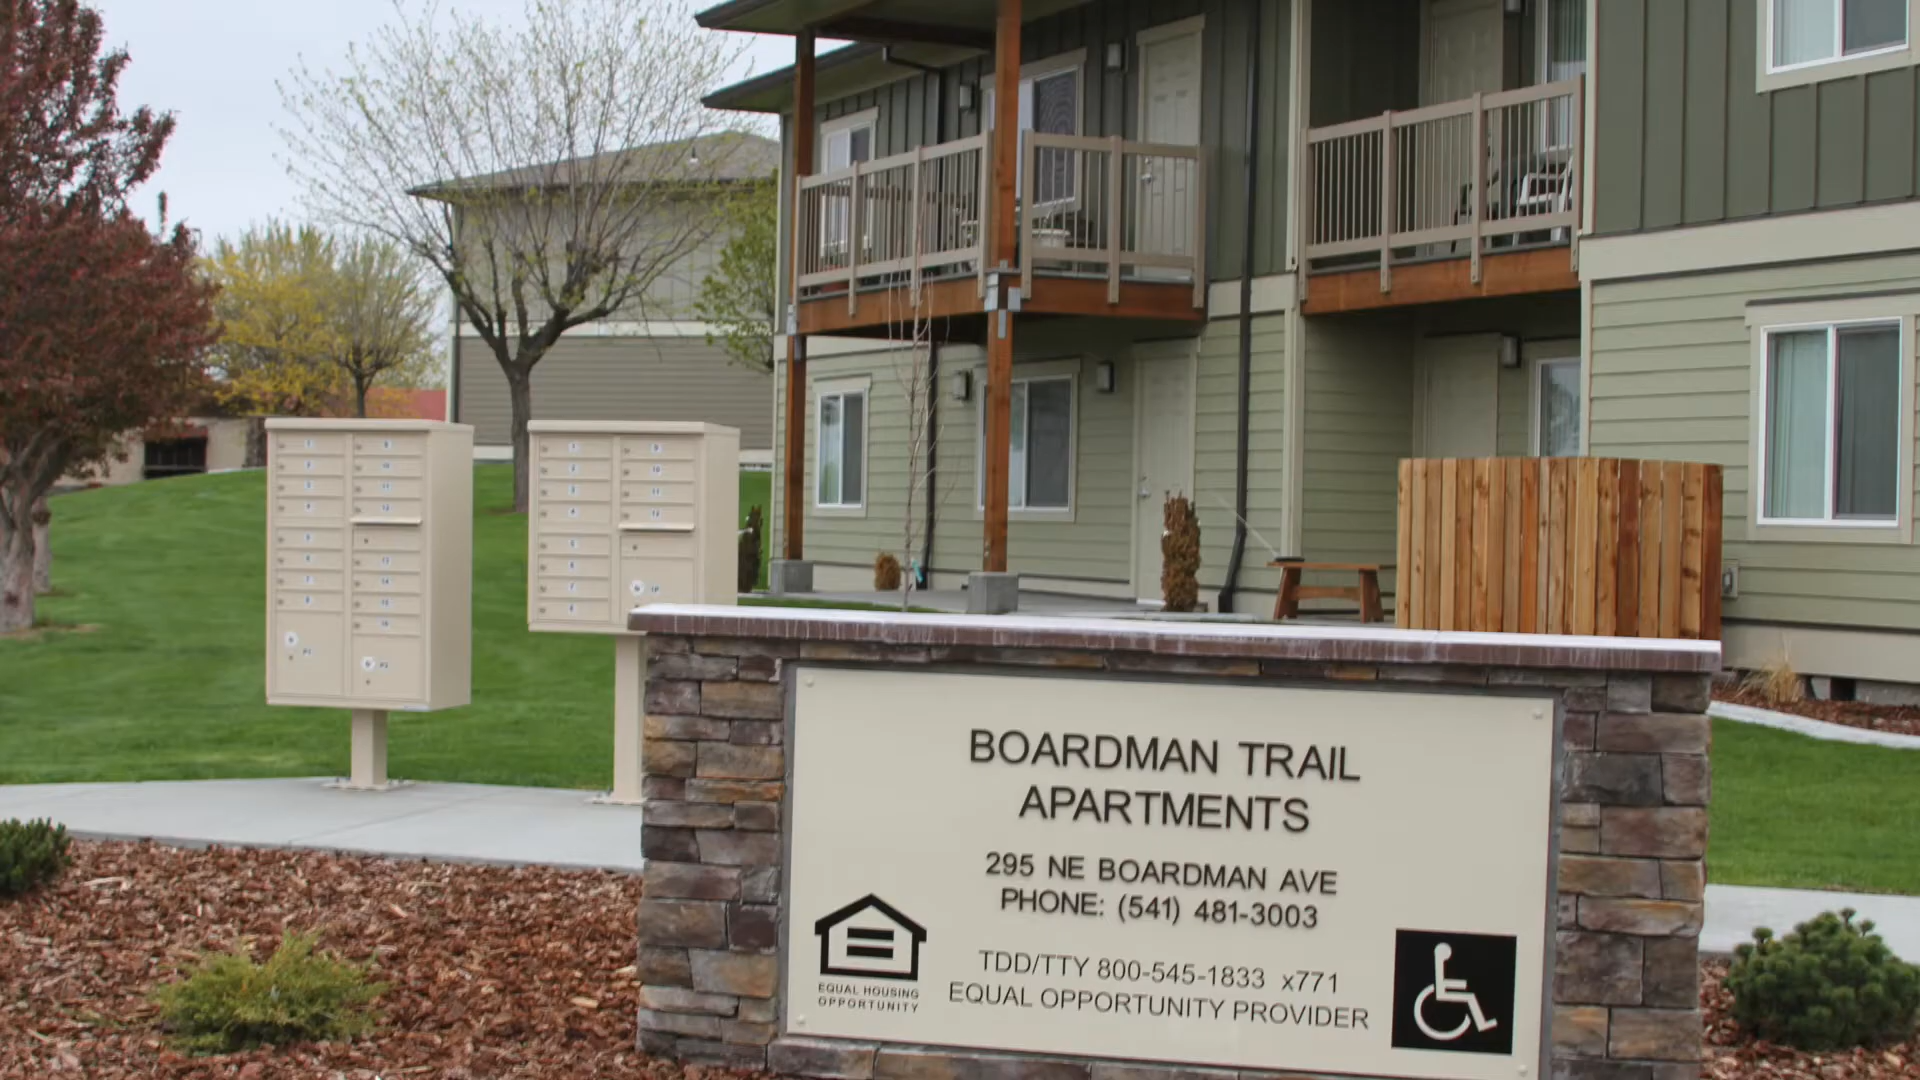 BOARDMAN TRAIL
APARTMENTS
295 NE BOARDMAN AVE
PHONE: (541) 481-3003
TDD/TTY 800-545-1833 x771
EQUAL OPPORTUNITY PROVIDER
EQUAL HOUSING
OPPORTUNITY